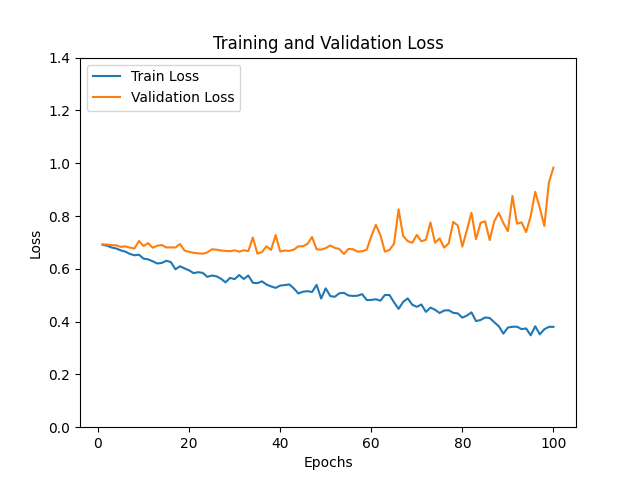 Training and Validation Loss
Train Loss
Validation Loss
1.4
1.2
1.0
0.8
0.6
0.4
0.2
0.0
Loss
0 20 40 60 80 100
Epochs